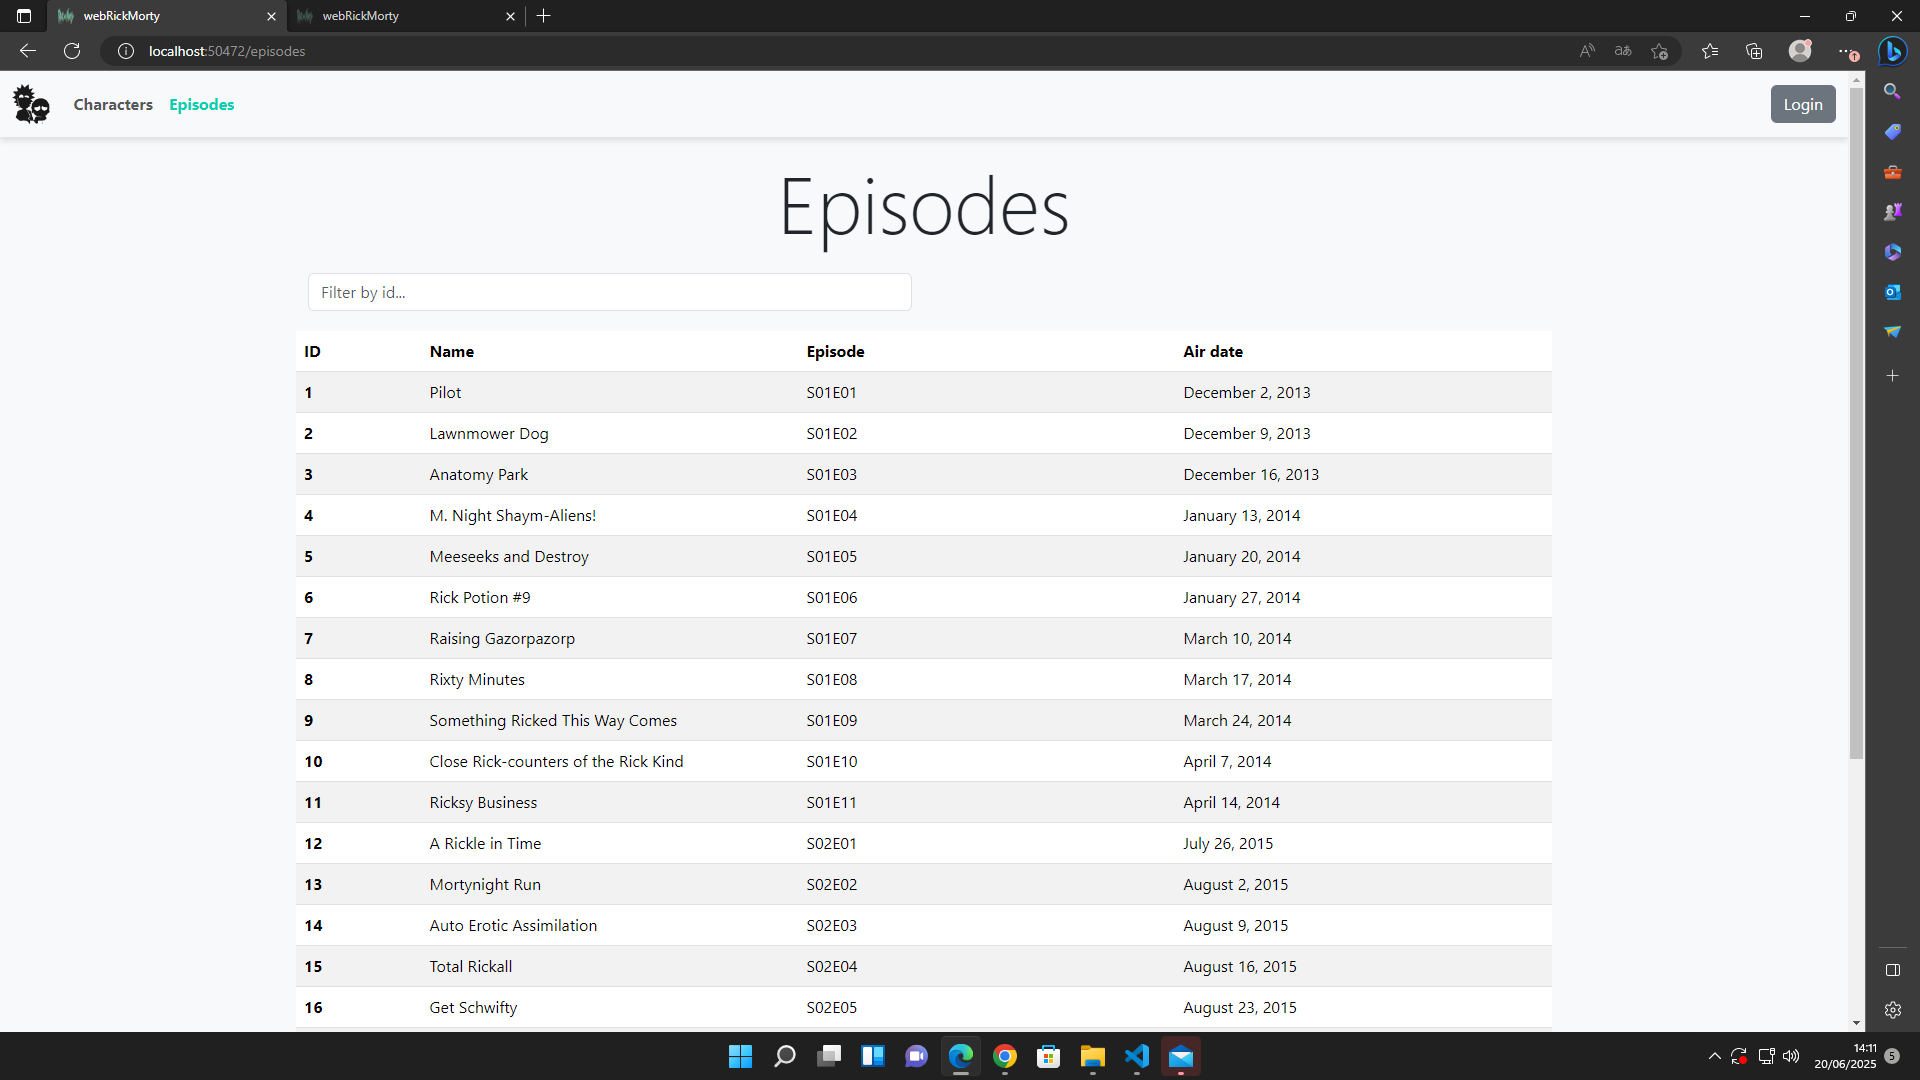 webRickMorty
webRickMorty
localhost:50472/episodes
Characters Episodes
Login
Episodes
Filter by id...
ID Name Episode Air date
1 Pilot S01E01 December 2, 2013
2 Lawnmower Dog S01E02 December 9, 2013
3 Anatomy Park S01E03 December 16, 2013
4 M. Night Shaym-Aliens! S01E04 January 13, 2014
5 Meeseeks and Destroy S01E05 January 20, 2014
6 Rick Potion #9 S01E06 January 27, 2014
7 Raising Gazorpazorp S01E07 March 10, 2014
8 Rixty Minutes S01E08 March 17, 2014
9 Something Ricked This Way Comes S01E09 March 24, 2014
10 Close Rick-counters of the Rick Kind S01E10 April 7, 2014
11 Ricksy Business S01E11 April 14, 2014
12 A Rickle in Time S02E01 July 26, 2015
13 Mortynight Run S02E02 August 2, 2015
14 Auto Erotic Assimilation S02E03 August 9, 2015
15 Total Rickall S02E04 August 16, 2015
16 Get Schwifty S02E05 August 23, 2015
14:11
20/06/2025
5